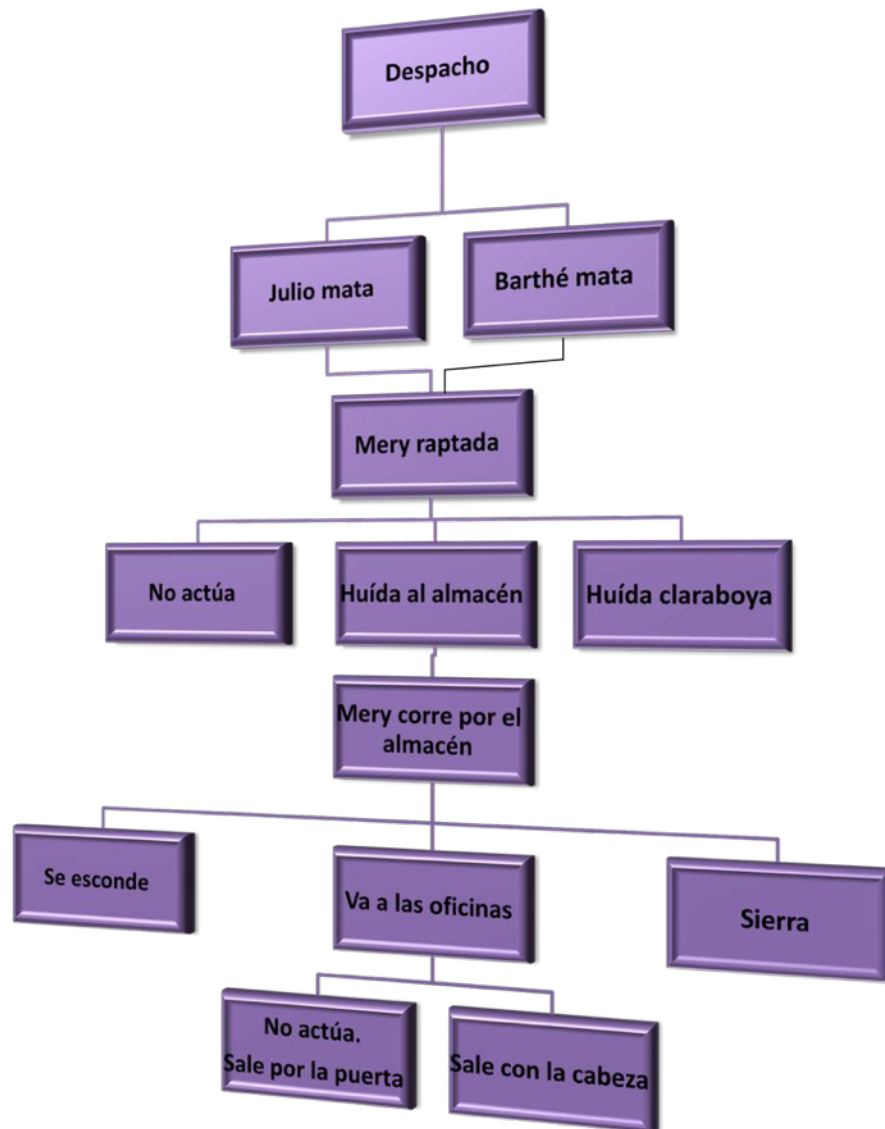 Despacho
Julio mata
Barthé mata
Mery raptada
No actúa
Huída al almacén
Huída claraboya
Mery corre por el
almacén
Se esconde
Va a las oficinas
Sierra
No actúa.
Sale por la puerta
Sale con la cabeza